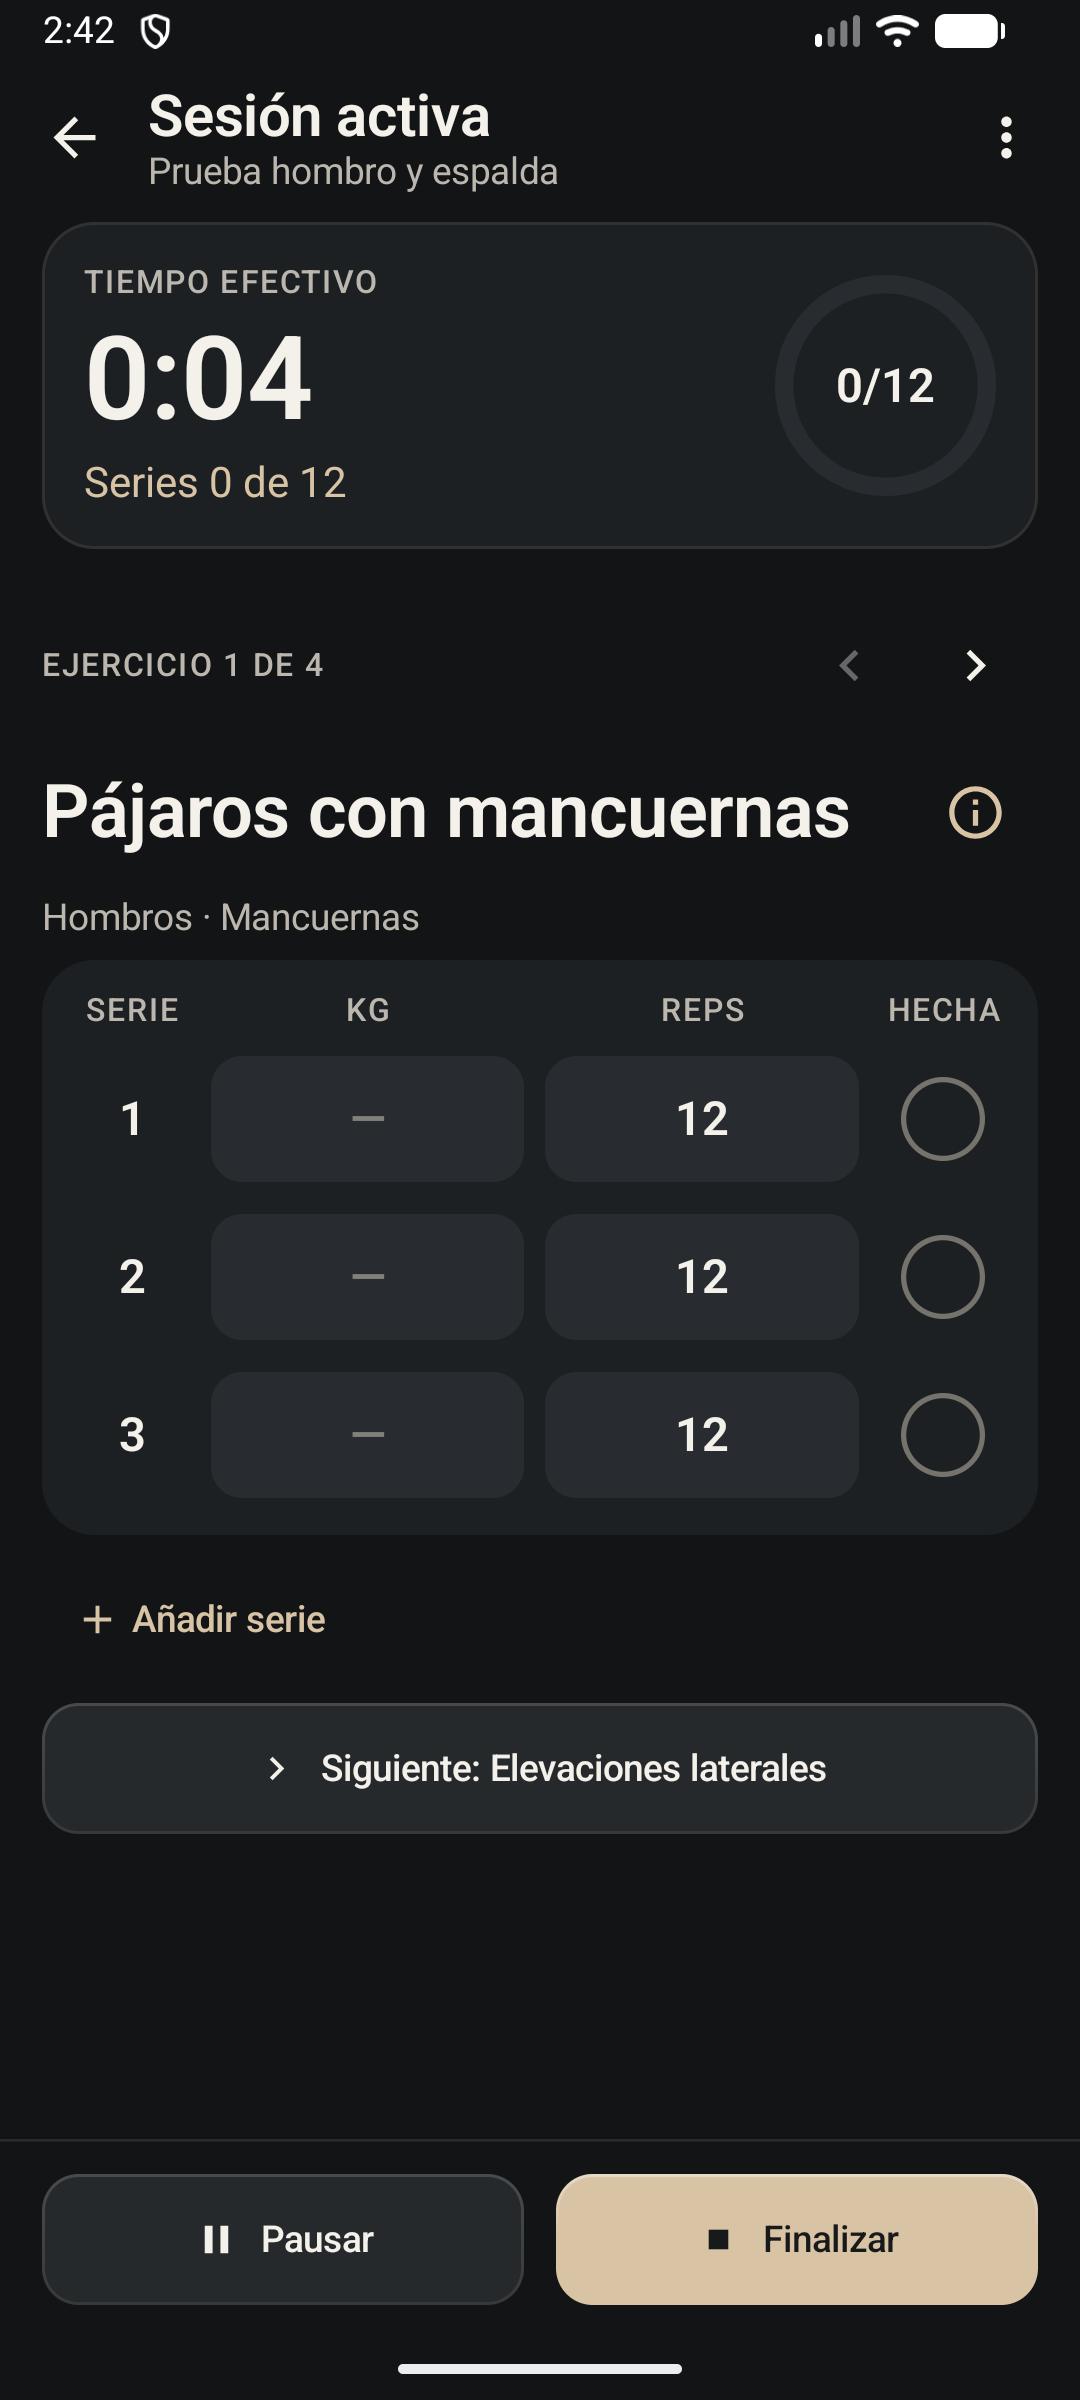 2:42
Sesión activa
Prueba hombro y espalda
TIEMPO EFECTIVO
0:04
Series 0 de 12
0/12
EJERCICIO 1 DE 4
Pájaros con mancuernas
Hombros · Mancuernas
SERIE KG REPS HECHA
1 — 12
2 — 12
3 — 12
+ Añadir serie
Siguiente: Elevaciones laterales
Pausar
Finalizar